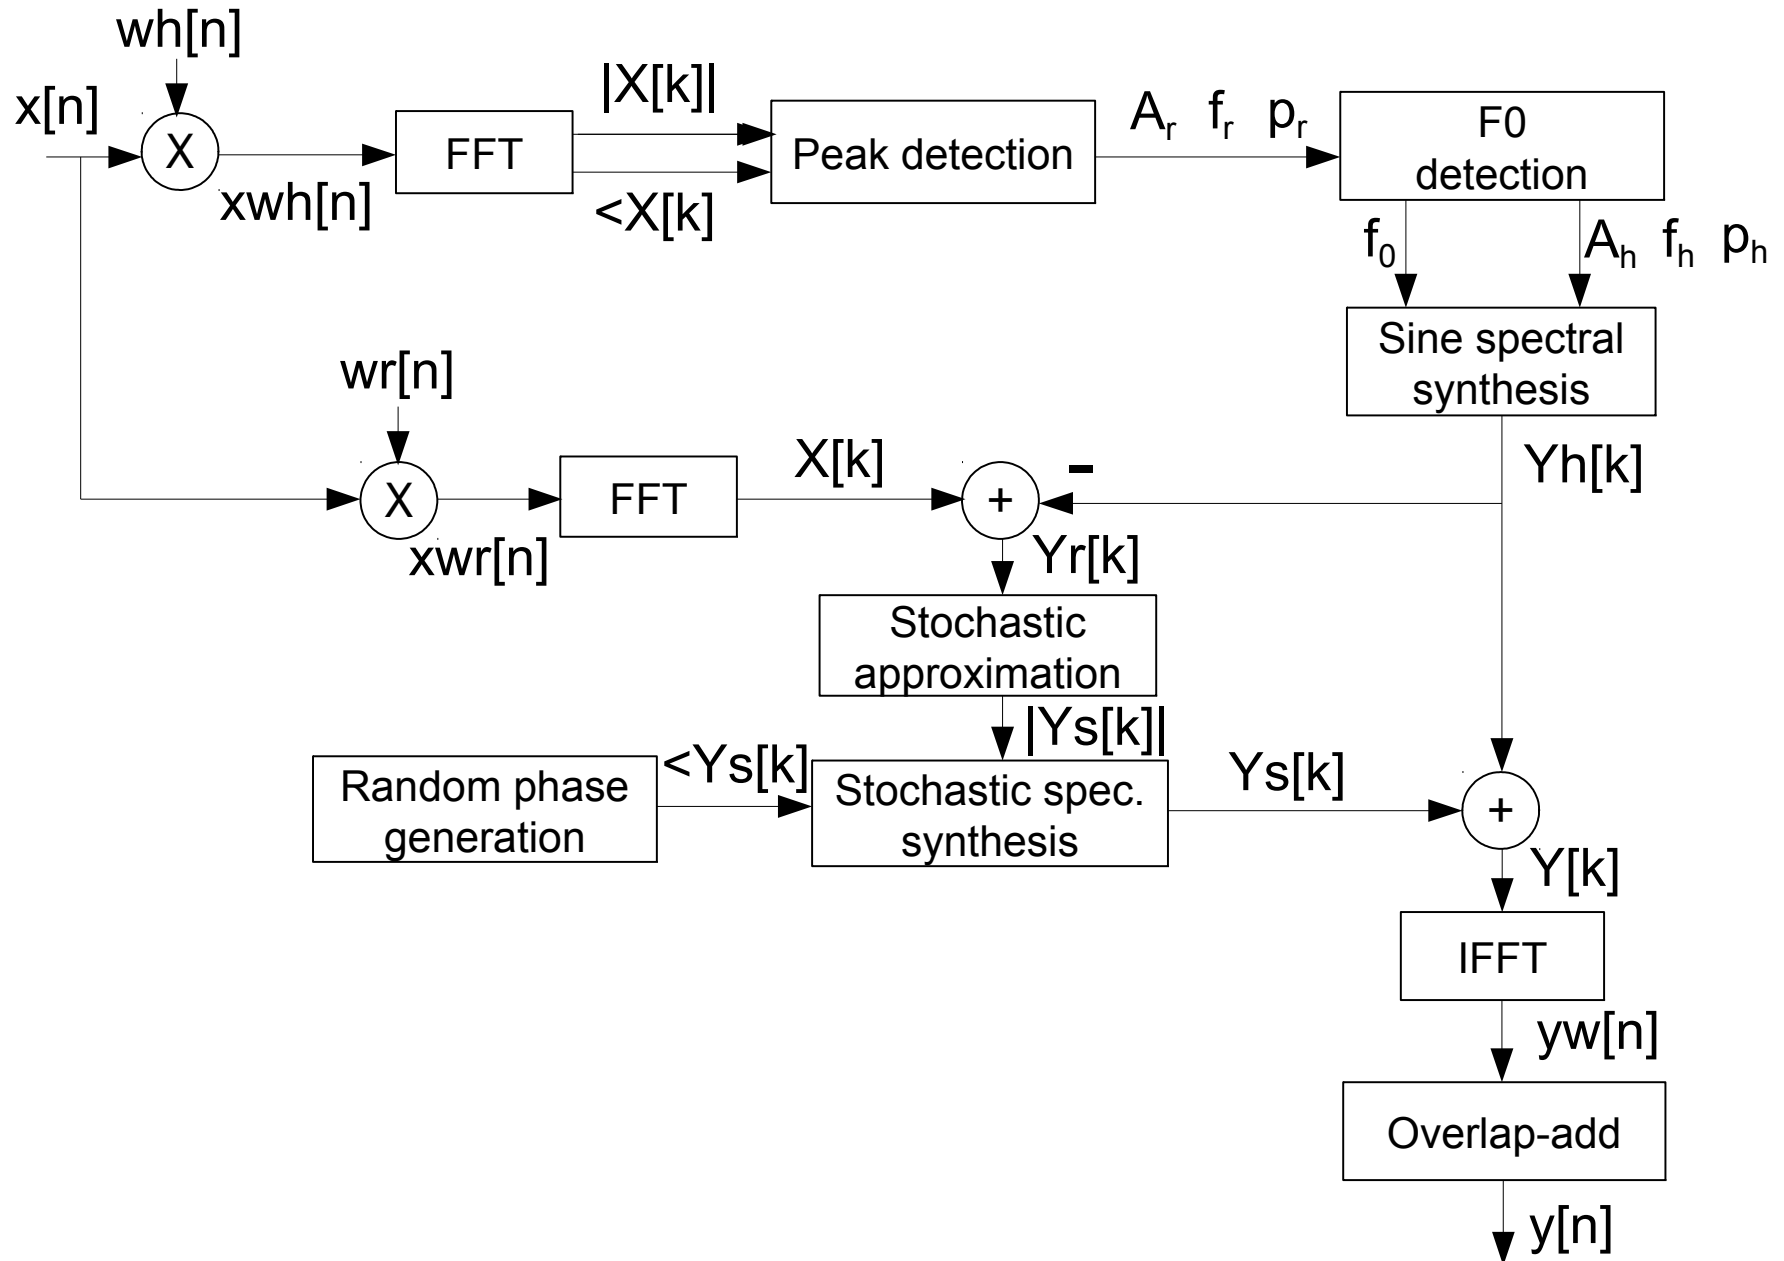 wh[n]
x[n]
X
xwh[n]
FFT
|X[k]|
<X[k]
Peak detection
Ar fr pr
F0
detection
f0
Ah fh ph
Sine spectral
synthesis
Yh[k]
wr[n]
X
xwr[n]
FFT
X[k]
+
-
Yr[k]
Stochastic
approximation
|Ys[k]|
Random phase
generation
<Ys[k]
Stochastic spec.
synthesis
Ys[k]
+
Y[k]
IFFT
yw[n]
Overlap-add
y[n]